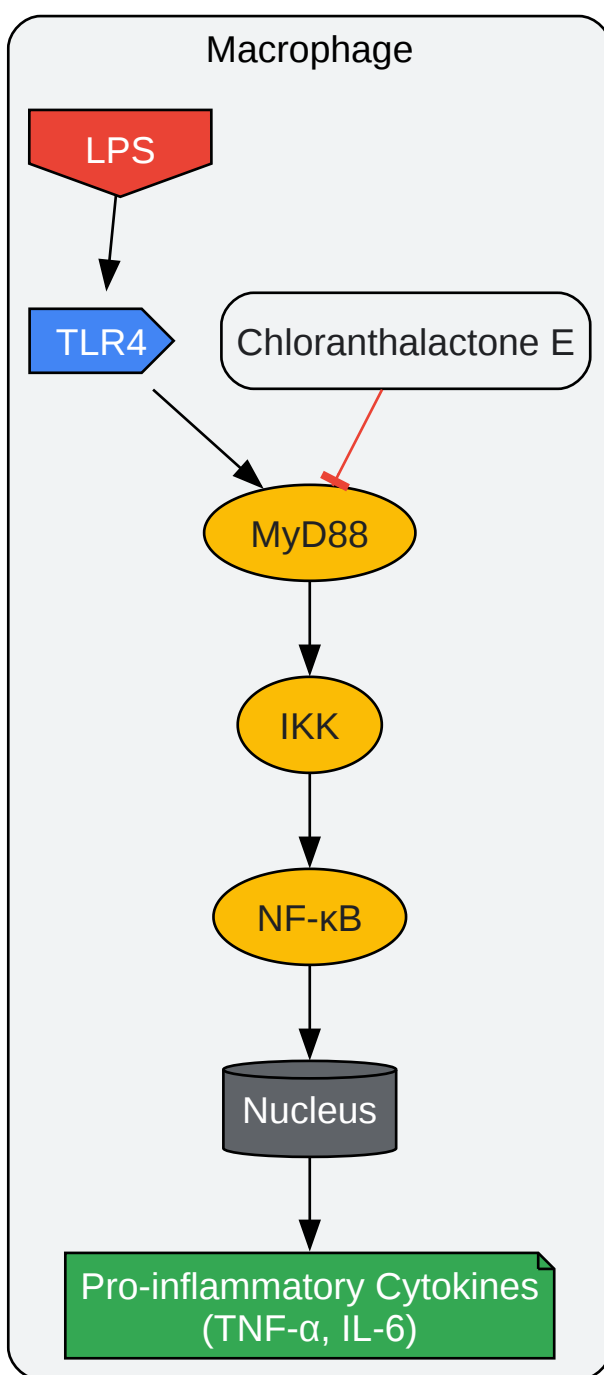 Macrophage
LPS
TLR4
Chloranthalactone E
MyD88
IKK
NF-κB
Nucleus
Pro-inflammatory Cytokines
(TNF-α, IL-6)